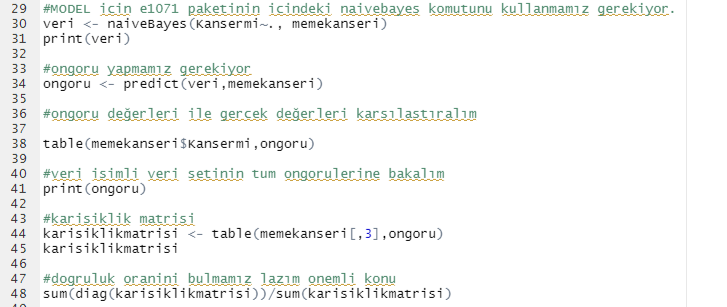 29 #MODEL icin e1071 paketinin icindeki naivebayes komutunu kullanmamız gerekiyor.
30 veri <- naiveBayes(Kansermi~., memekanseri)
31 print(veri)
32
33 #ongoru yapmamız gerekiyor
34 ongoru <- predict(veri,memekanseri)
35
36 #ongoru değerleri ile gercek değerleri karsılastıralım
37
38 table(memekanseri$Kansermi,ongoru)
39
40 #veri isimli veri setinin tum ongorulerine bakalım
41 print(ongoru)
42
43 #karisiklik matrisi
44 karisiklikmatrisi <- table(memekanseri[,3],ongoru)
45 karisiklikmatrisi
46
47 #dogruluk oranini bulmamız lazım onemli konu
48 sum(diag(karisiklikmatrisi))/sum(karisiklikmatrisi)